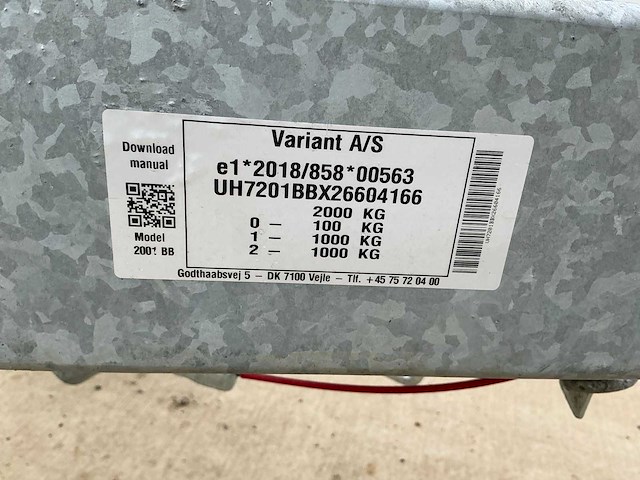 Download
manual
Model
2001 BB
Variant A/S
e1*2018/858*00563
UH7201BBX26604166
2000 KG
0 – 100 KG
1 – 1000 KG
2 – 1000 KG
UH7201BBX26604166
Godthaabsvej 5 – DK 7100 Vejle – Tlf. +45 75 72 04 00